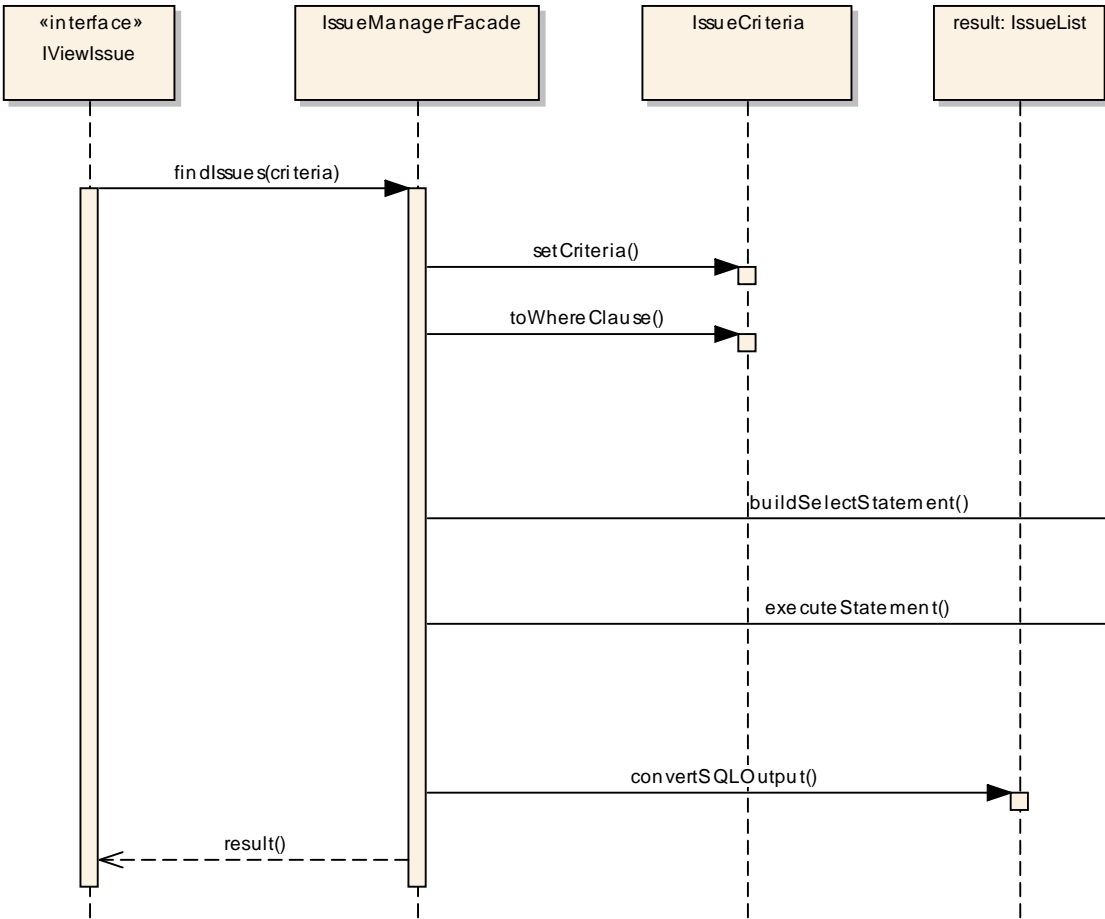 «interface»
IViewIssue
IssueManagerFacade
IssueCriteria
result: IssueList
findIssues(criteria)
setCriteria()
toWhereClause()
buildSelectStatement()
executeStatement()
convertSQLOutput()
result()